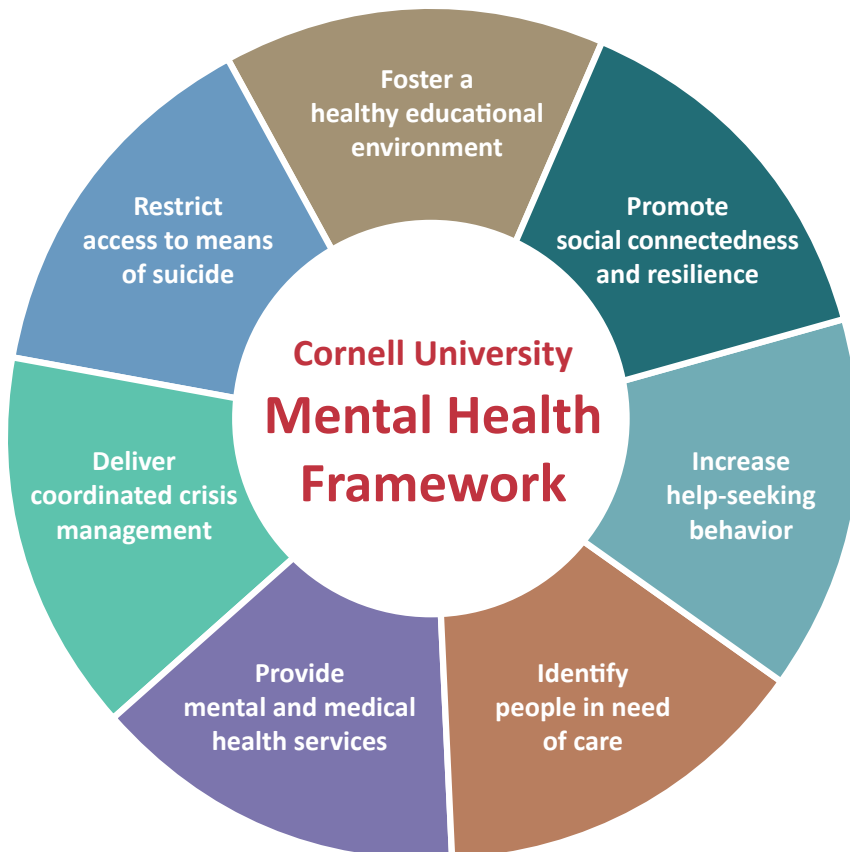 Cornell University
Mental Health
Framework
Foster a
healthy educational
environment
Promote
social connectedness
and resilience
Increase
help-seeking
behavior
Identify
people in need
of care
Provide
mental and medical
health services
Deliver
coordinated crisis
management
Restrict
access to means
of suicide